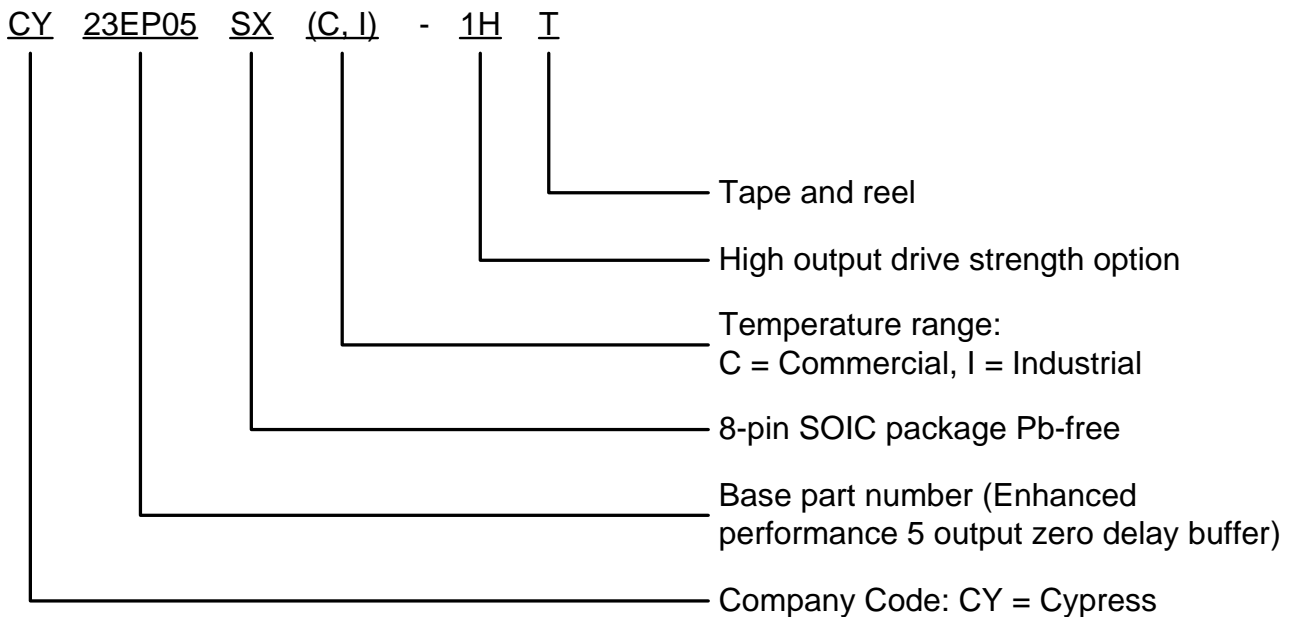 CY 23EP05 SX (C, I) - 1H T
Tape and reel
High output drive strength option
Temperature range:
C = Commercial, I = Industrial
8-pin SOIC package Pb-free
Base part number (Enhanced
performance 5 output zero delay buffer)
Company Code: CY = Cypress